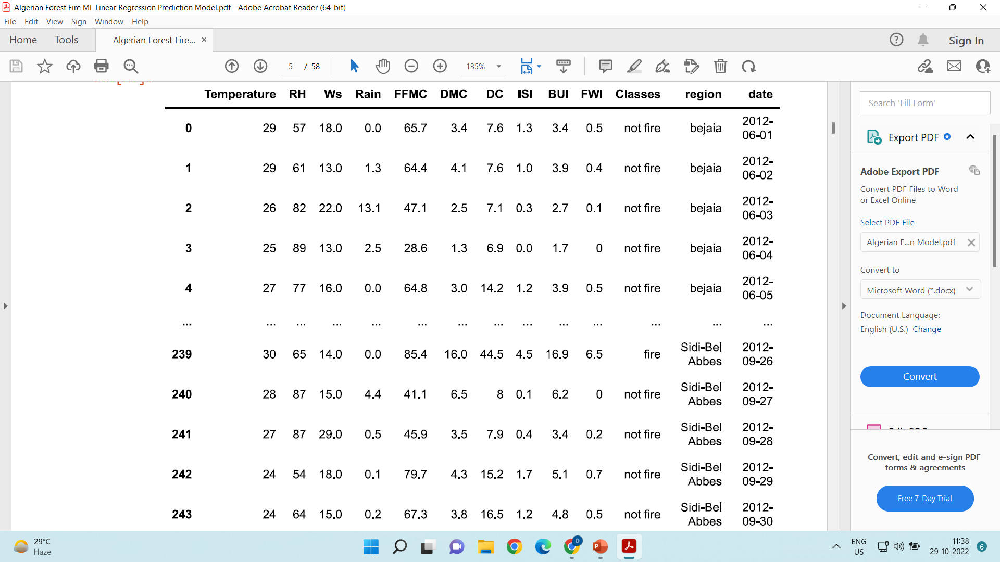 Algerian Forest Fire ML Linear Regression Prediction Model.pdf - Adobe Acrobat Reader (64-bit)
File Edit View Sign Window Help
Home Tools Algerian Forest Fire... × Sign In
5 / 58 135%
Temperature RH Ws Rain FFMC DMC DC ISI BUI FWI Classes region date
0 29 57 18.0 0.0 65.7 3.4 7.6 1.3 3.4 0.5 not fire bejaia 2012-
06-01
1 29 61 13.0 1.3 64.4 4.1 7.6 1.0 3.9 0.4 not fire bejaia 2012-
06-02
2 26 82 22.0 13.1 47.1 2.5 7.1 0.3 2.7 0.1 not fire bejaia 2012-
06-03
3 25 89 13.0 2.5 28.6 1.3 6.9 0.0 1.7 0 not fire bejaia 2012-
06-04
4 27 77 16.0 0.0 64.8 3.0 14.2 1.2 3.9 0.5 not fire bejaia 2012-
06-05
... ... ... ... ... ... ... ... ... ... ... ... ... ...
239 30 65 14.0 0.0 85.4 16.0 44.5 4.5 16.9 6.5 fire Sidi-Bel 2012-
Abbes 09-26
240 28 87 15.0 4.4 41.1 6.5 8 0.1 6.2 0 not fire Sidi-Bel 2012-
Abbes 09-27
241 27 87 29.0 0.5 45.9 3.5 7.9 0.4 3.4 0.2 not fire Sidi-Bel 2012-
Abbes 09-28
242 24 54 18.0 0.1 79.7 4.3 15.2 1.7 5.1 0.7 not fire Sidi-Bel 2012-
Abbes 09-29
243 24 64 15.0 0.2 67.3 3.8 16.5 1.2 4.8 0.5 not fire Sidi-Bel 2012-
Abbes 09-30
Search 'Fill Form'
Export PDF
Adobe Export PDF
Convert PDF Files to Word
or Excel Online
Select PDF File
Algerian F...n Model.pdf
Convert to
Microsoft Word (*.docx)
Document Language:
English (U.S.) Change
Convert
Convert, edit and e-sign PDF
forms & agreements
Free 7-Day Trial
29°C
Haze
D
ENG
US
11:38
29-10-2022
6